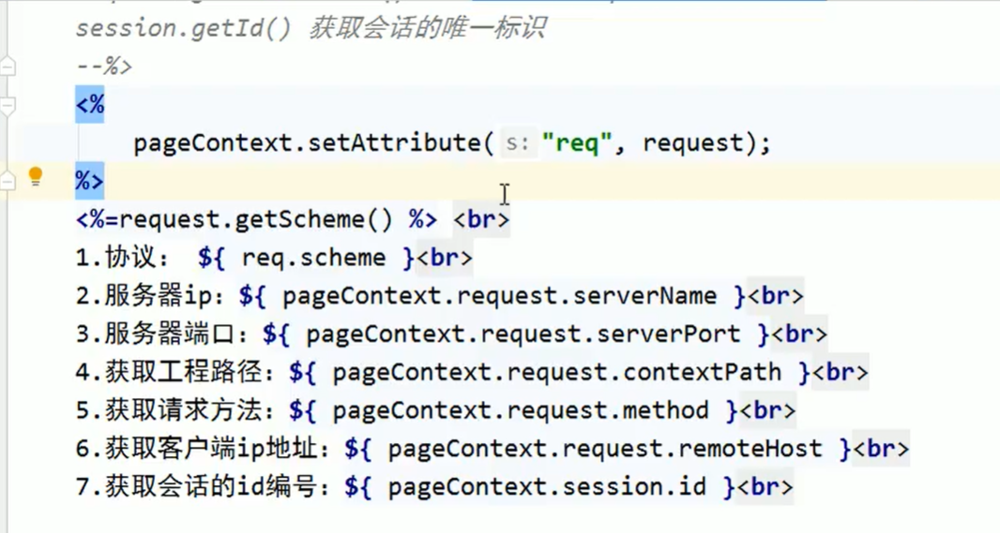 session.getId() 获取会话的唯一标识
--%>
<%
pageContext.setAttribute( s: "req", request);
%>
<%=request.getScheme() %> <br>
1.协议： ${ req.scheme }<br>
2.服务器ip：${ pageContext.request.serverName }<br>
3.服务器端口：${ pageContext.request.serverPort }<br>
4.获取工程路径：${ pageContext.request.contextPath }<br>
5.获取请求方法：${ pageContext.request.method }<br>
6.获取客户端ip地址：${ pageContext.request.remoteHost }<br>
7.获取会话的id编号：${ pageContext.session.id }<br>